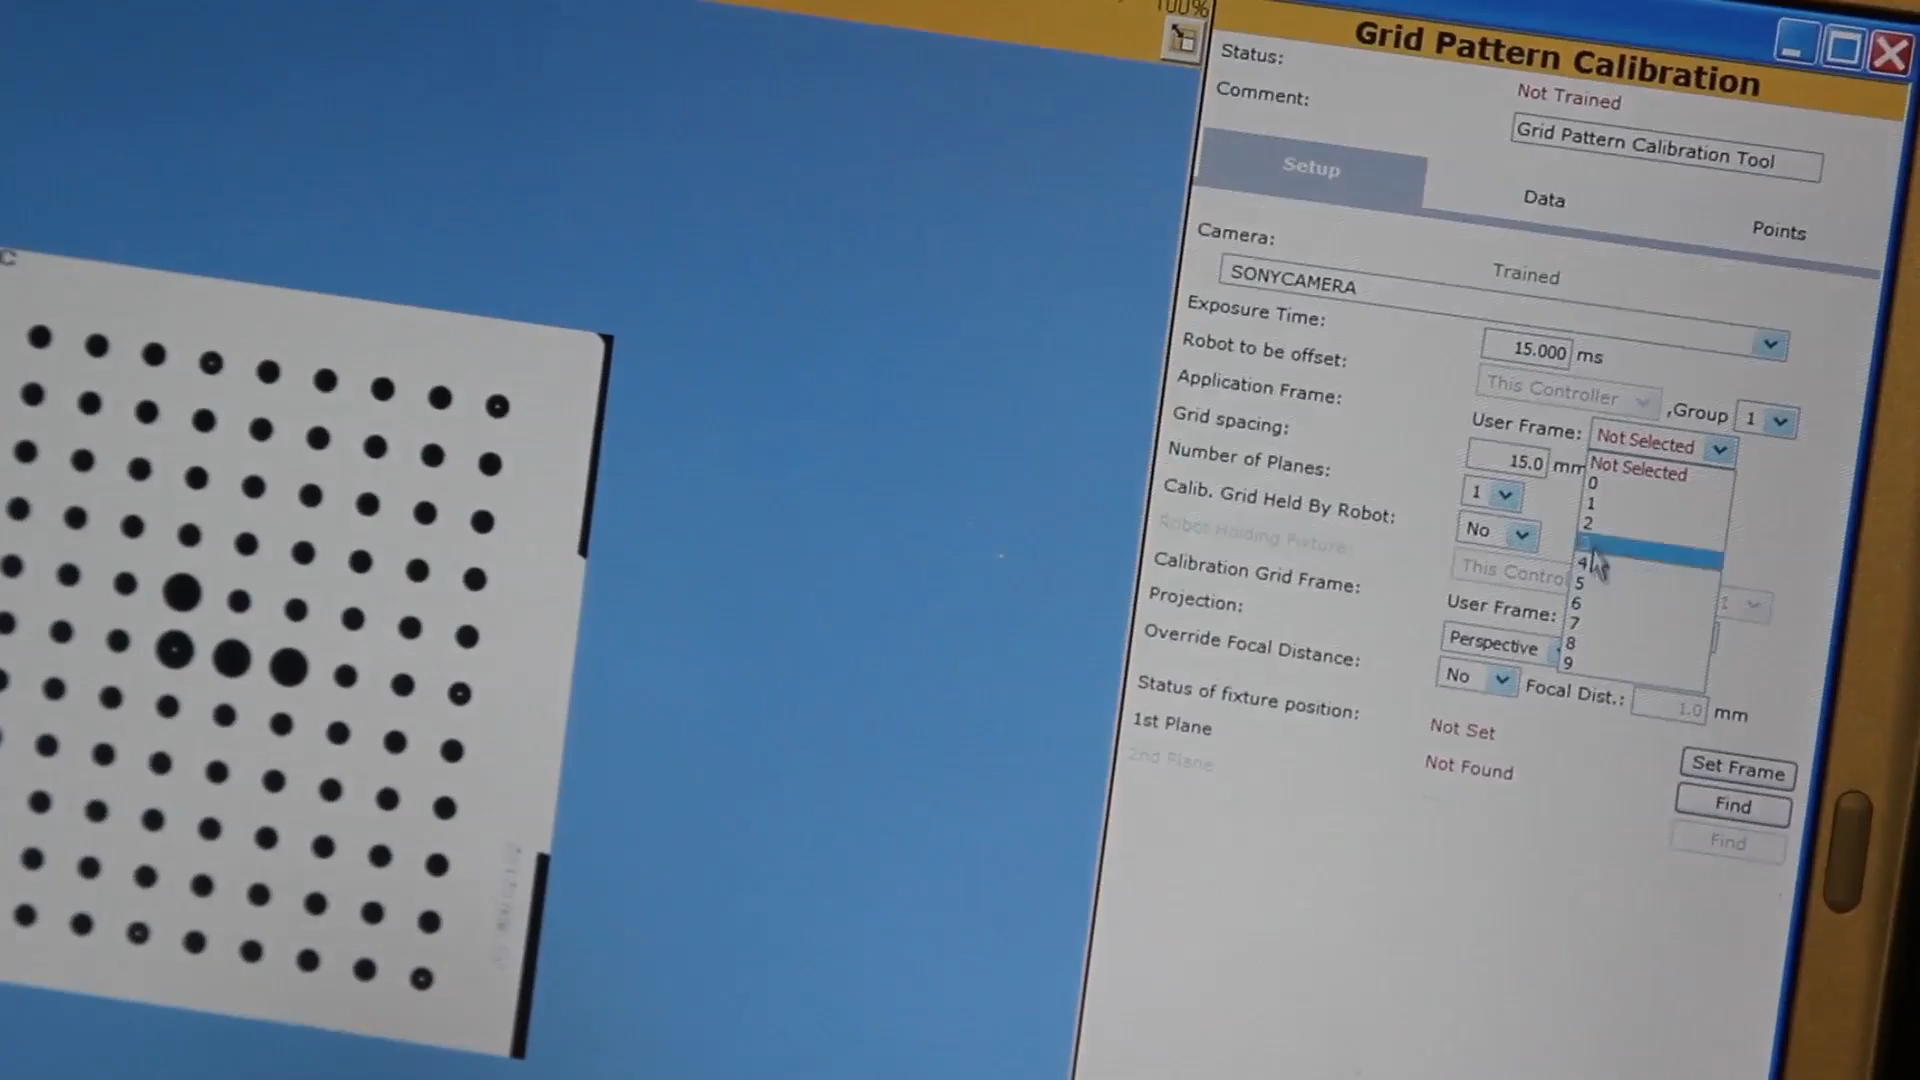 100%
Grid Pattern Calibration
Status:
Not Trained
Comment:
Grid Pattern Calibration Tool
Setup
Data
Points
Camera:
Trained
SONYCAMERA
Exposure Time:
15.000 ms
Robot to be offset:
This Controller ,Group 1
Application Frame:
User Frame: Not Selected
Grid spacing:
15.0 mm
Not Selected
0
1
2
4
5
6
7
8
9
Number of Planes:
1
Calib. Grid Held By Robot:
No
Robot Holding Fixture:
This Contro 1
Calibration Grid Frame:
User Frame:
Projection:
Perspective
Override Focal Distance:
No Focal Dist.: 1.0 mm
Status of fixture position:
Not Set
Set Frame
1st Plane
Not Found
Find
2nd Plane
Find
C